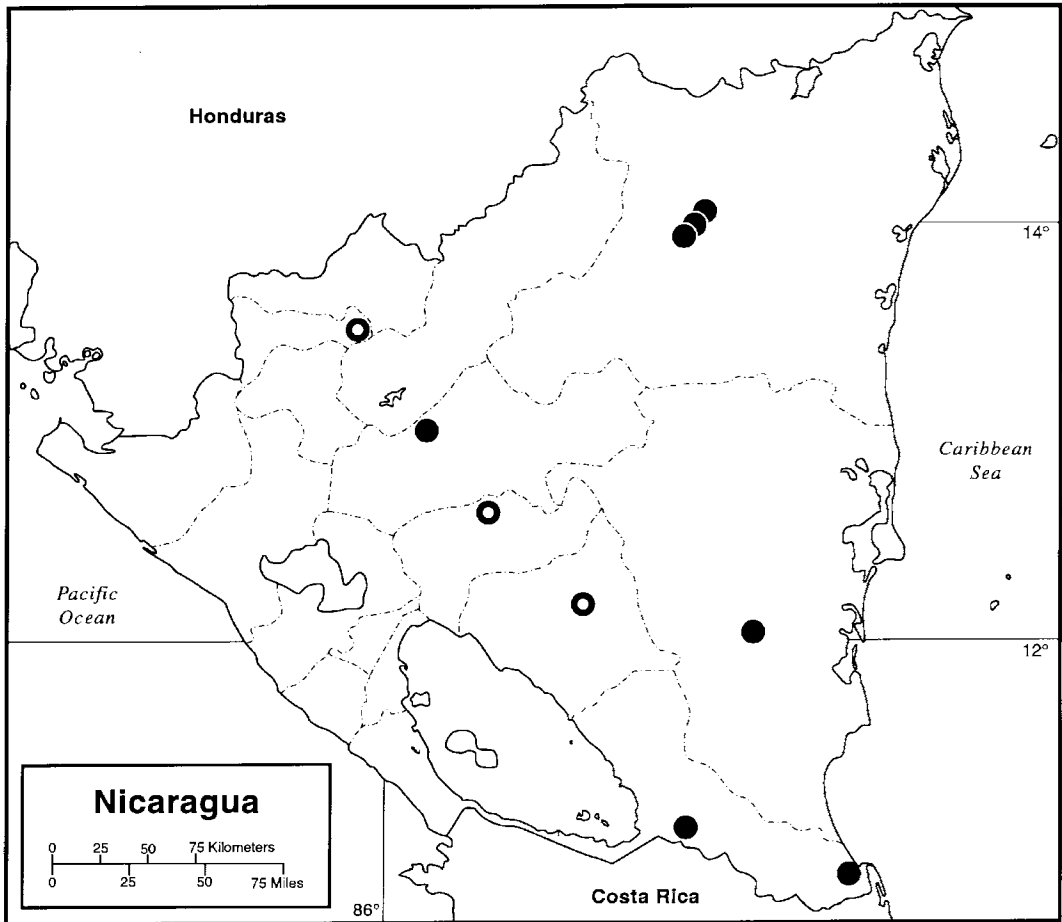 Honduras
14°
Caribbean
Sea
Pacific
Ocean
12°
Nicaragua
0 25 50 75 Kilometers
0 25 50 75 Miles
86°
Costa Rica